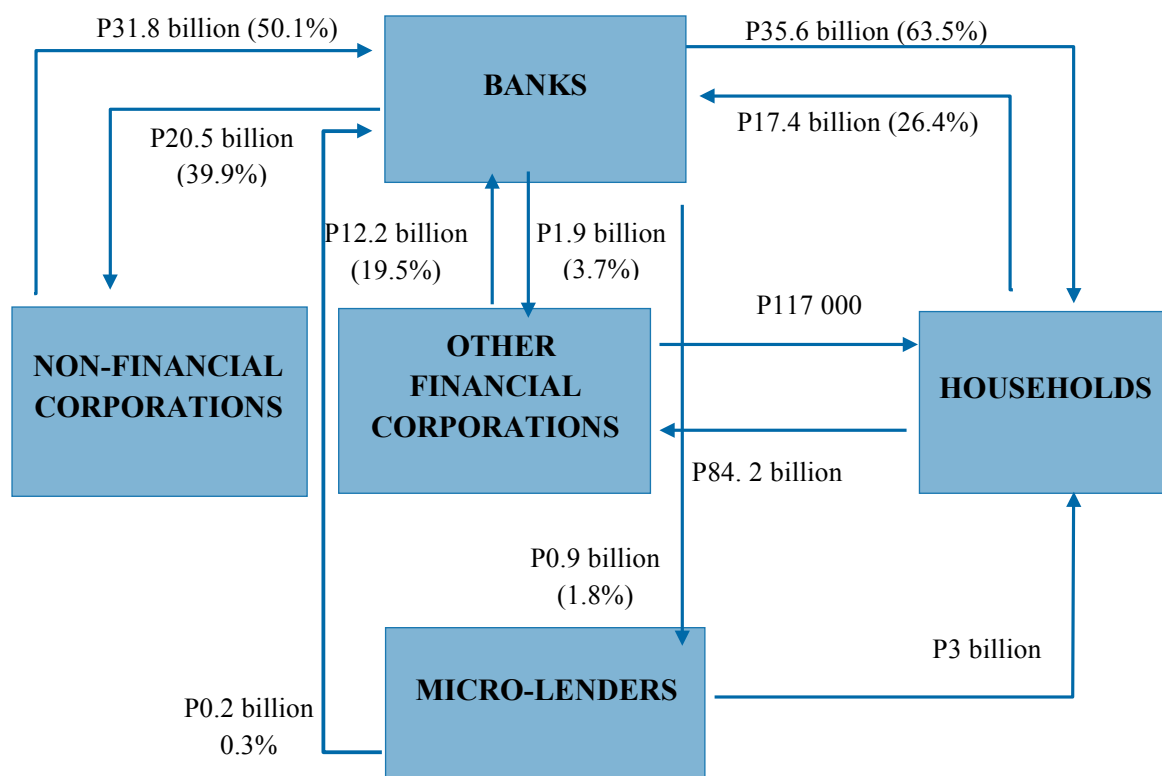 P31.8 billion (50.1%)
P35.6 billion (63.5%)
BANKS
P20.5 billion
(39.9%)
P17.4 billion (26.4%)
P12.2 billion
(19.5%)
P1.9 billion
(3.7%)
P117 000
NON-FINANCIAL
CORPORATIONS
OTHER
FINANCIAL
CORPORATIONS
HOUSEHOLDS
P84. 2 billion
P0.9 billion
(1.8%)
P3 billion
MICRO-LENDERS
P0.2 billion
0.3%